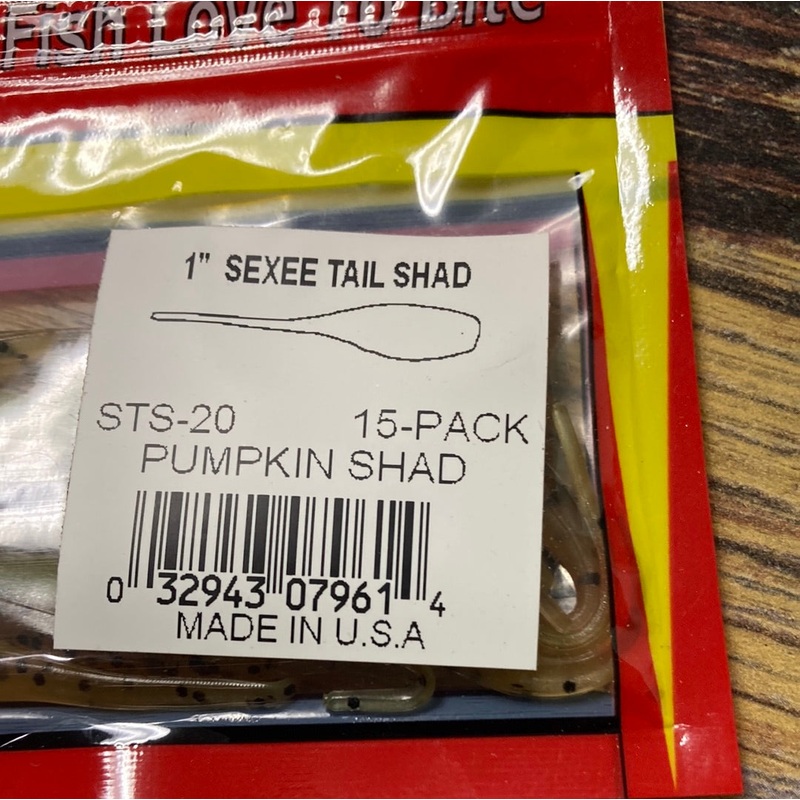 Fish Love To Bite
1" SEXEE TAIL SHAD
STS-20 15-PACK
PUMPKIN SHAD
0 32943 07961 4
MADE IN U.S.A